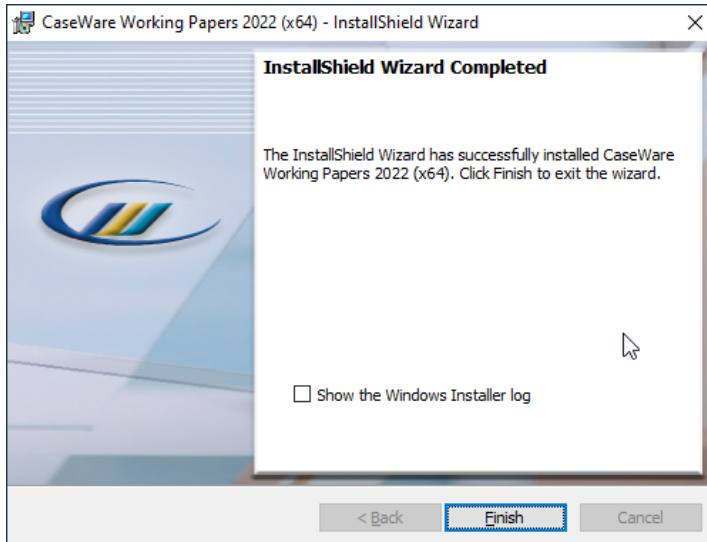 CaseWare Working Papers 2022 (x64) - InstallShield Wizard
InstallShield Wizard Completed
The InstallShield Wizard has successfully installed CaseWare
Working Papers 2022 (x64). Click Finish to exit the wizard.
Show the Windows Installer log
< Back
Finish
Cancel